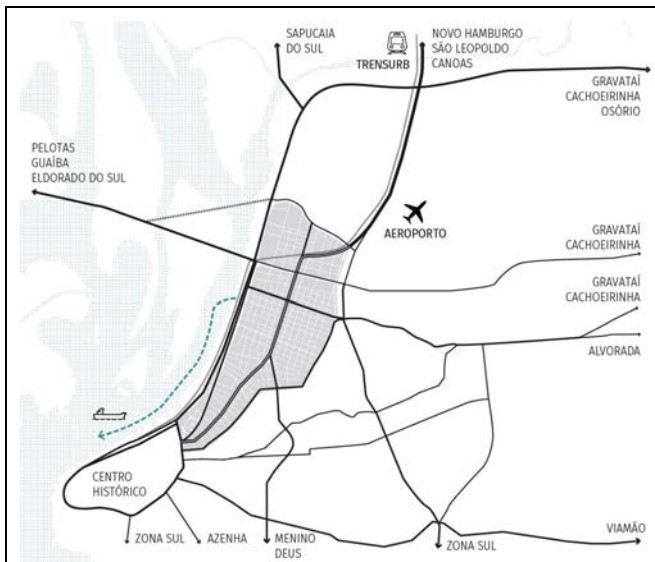 SAPUCAIA
DO SUL
TRENSURB
NOVO HAMBURGO
SÃO LEOPOLDO
CANOAS
GRAVATAÍ
CACHOEIRINHA
OSÓRIO
PELOTAS
GUAÍBA
ELDORADO DO SUL
AEROPORTO
GRAVATAÍ
CACHOEIRINHA
GRAVATAÍ
CACHOEIRINHA
ALVORADA
CENTRO
HISTÓRICO
ZONA SUL
AZENHA
MENINO
DEUS
ZONA SUL
VIAMÃO